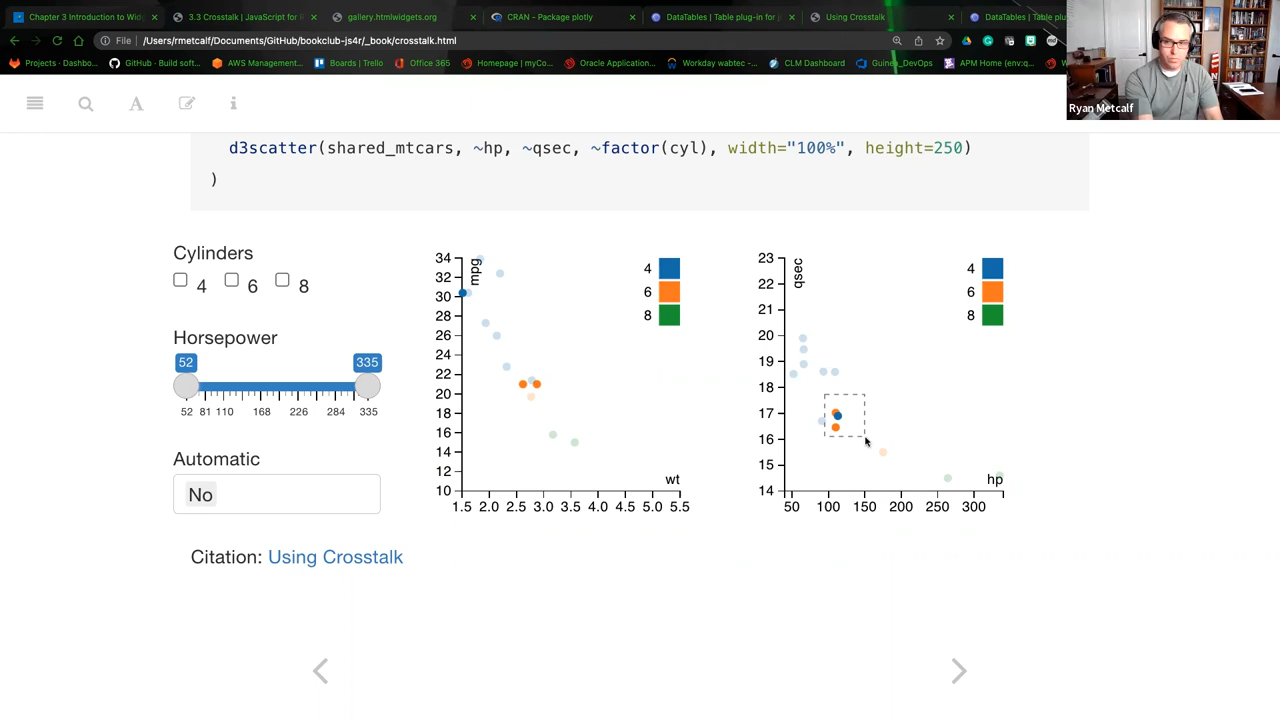 Chapter 3 Introduction to Wid
3.3 Crosstalk | JavaScript for R
gallery.htmlwidgets.org
CRAN - Package plotly
DataTables | Table plug-in for j
Using Crosstalk
DataTables | Table plu
File /Users/rmetcalf/Documents/GitHub/bookclub-js4r/_book/crosstalk.html
Projects · Dashbo...
GitHub · Build soft...
AWS Management...
Boards | Trello
Office 365
Homepage | myCo...
Oracle Application...
Workday wabtec -...
CLM Dashboard
Guinea_DevOps
APM Home (env:q...
Ryan Metcalf
d3scatter(shared_mtcars, ~hp, ~qsec, ~factor(cyl), width="100%", height=250)
)
Cylinders
4 6 8
Horsepower
52 335
52 81 110 168 226 284 335
Automatic
No
mpg
34
32
30
28
26
24
22
20
18
16
14
12
10
1.5 2.0 2.5 3.0 3.5 4.0 4.5 5.0 5.5
wt
4
6
8
qsec
23
22
21
20
19
18
17
16
15
14
50 100 150 200 250 300
hp
4
6
8
Citation: Using Crosstalk